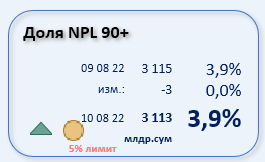 Доля NPL 90+
09 08 22 3 115 3,9%
изм.: -3 0,0%
10 08 22 3 113 3,9%
млдр.сум
5% лимит